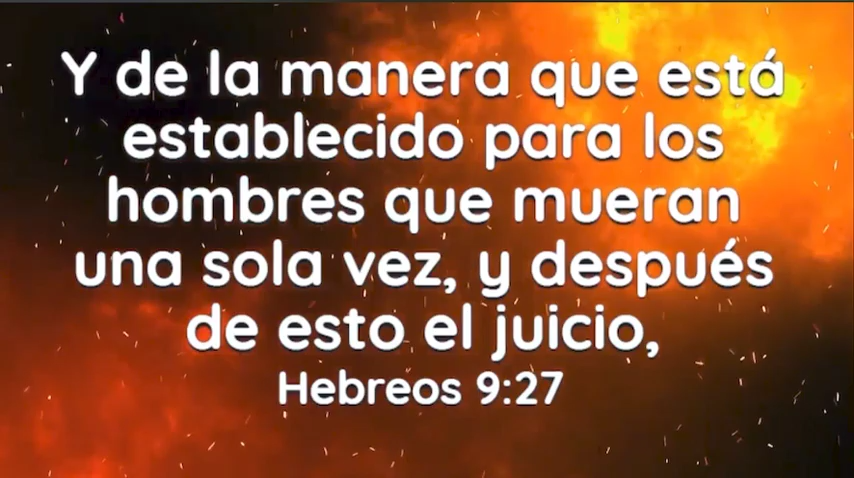 Y de la manera que está
establecido para los
hombres que mueran
una sola vez, y después
de esto el juicio,
Hebreos 9:27